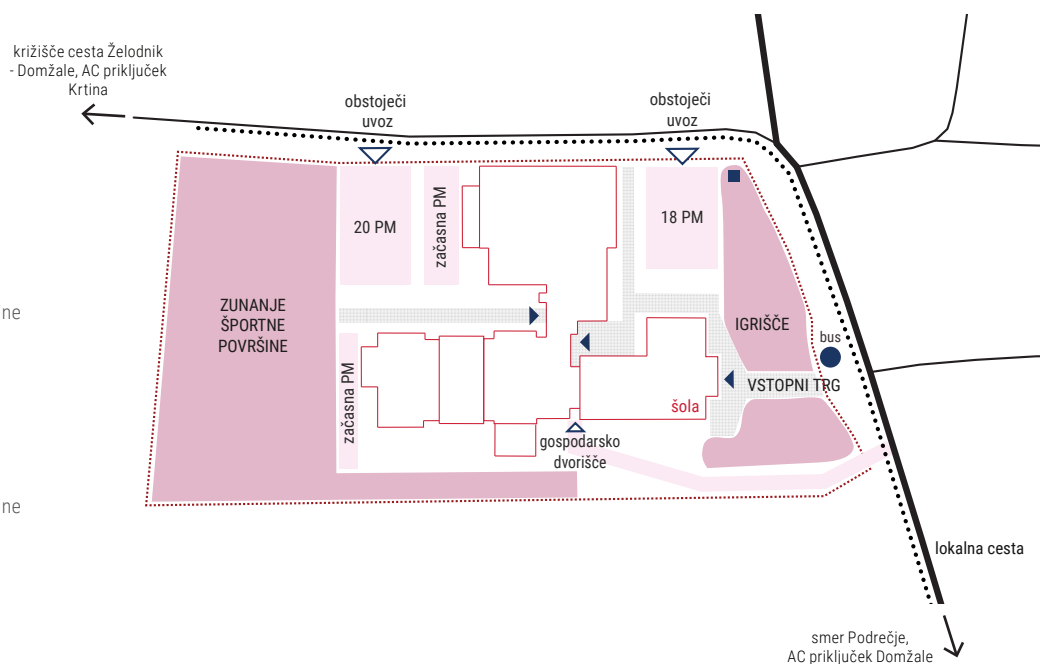 križišče cesta Želodnik
- Domžale, AC priključek
Krtina
obstoječi
uvoz
obstoječi
uvoz
20 PM
začasna PM
18 PM
ne
ZUNANJE
ŠPORTNE
POVRŠINE
IGRIŠČE
bus
začasna PM
VSTOPNI TRG
šola
gospodarsko
dvorišče
ne
lokalna cesta
smer Podrečje,
AC priključek Domžale